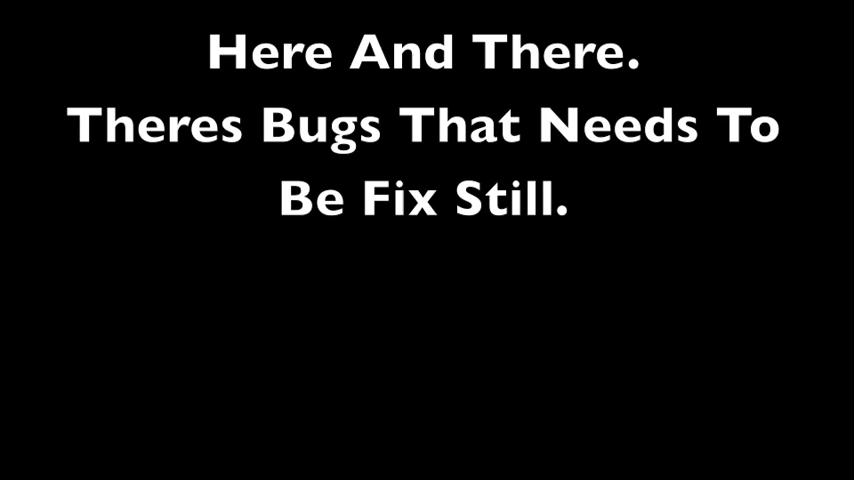 Here And There.
Theres Bugs That Needs To
Be Fix Still.